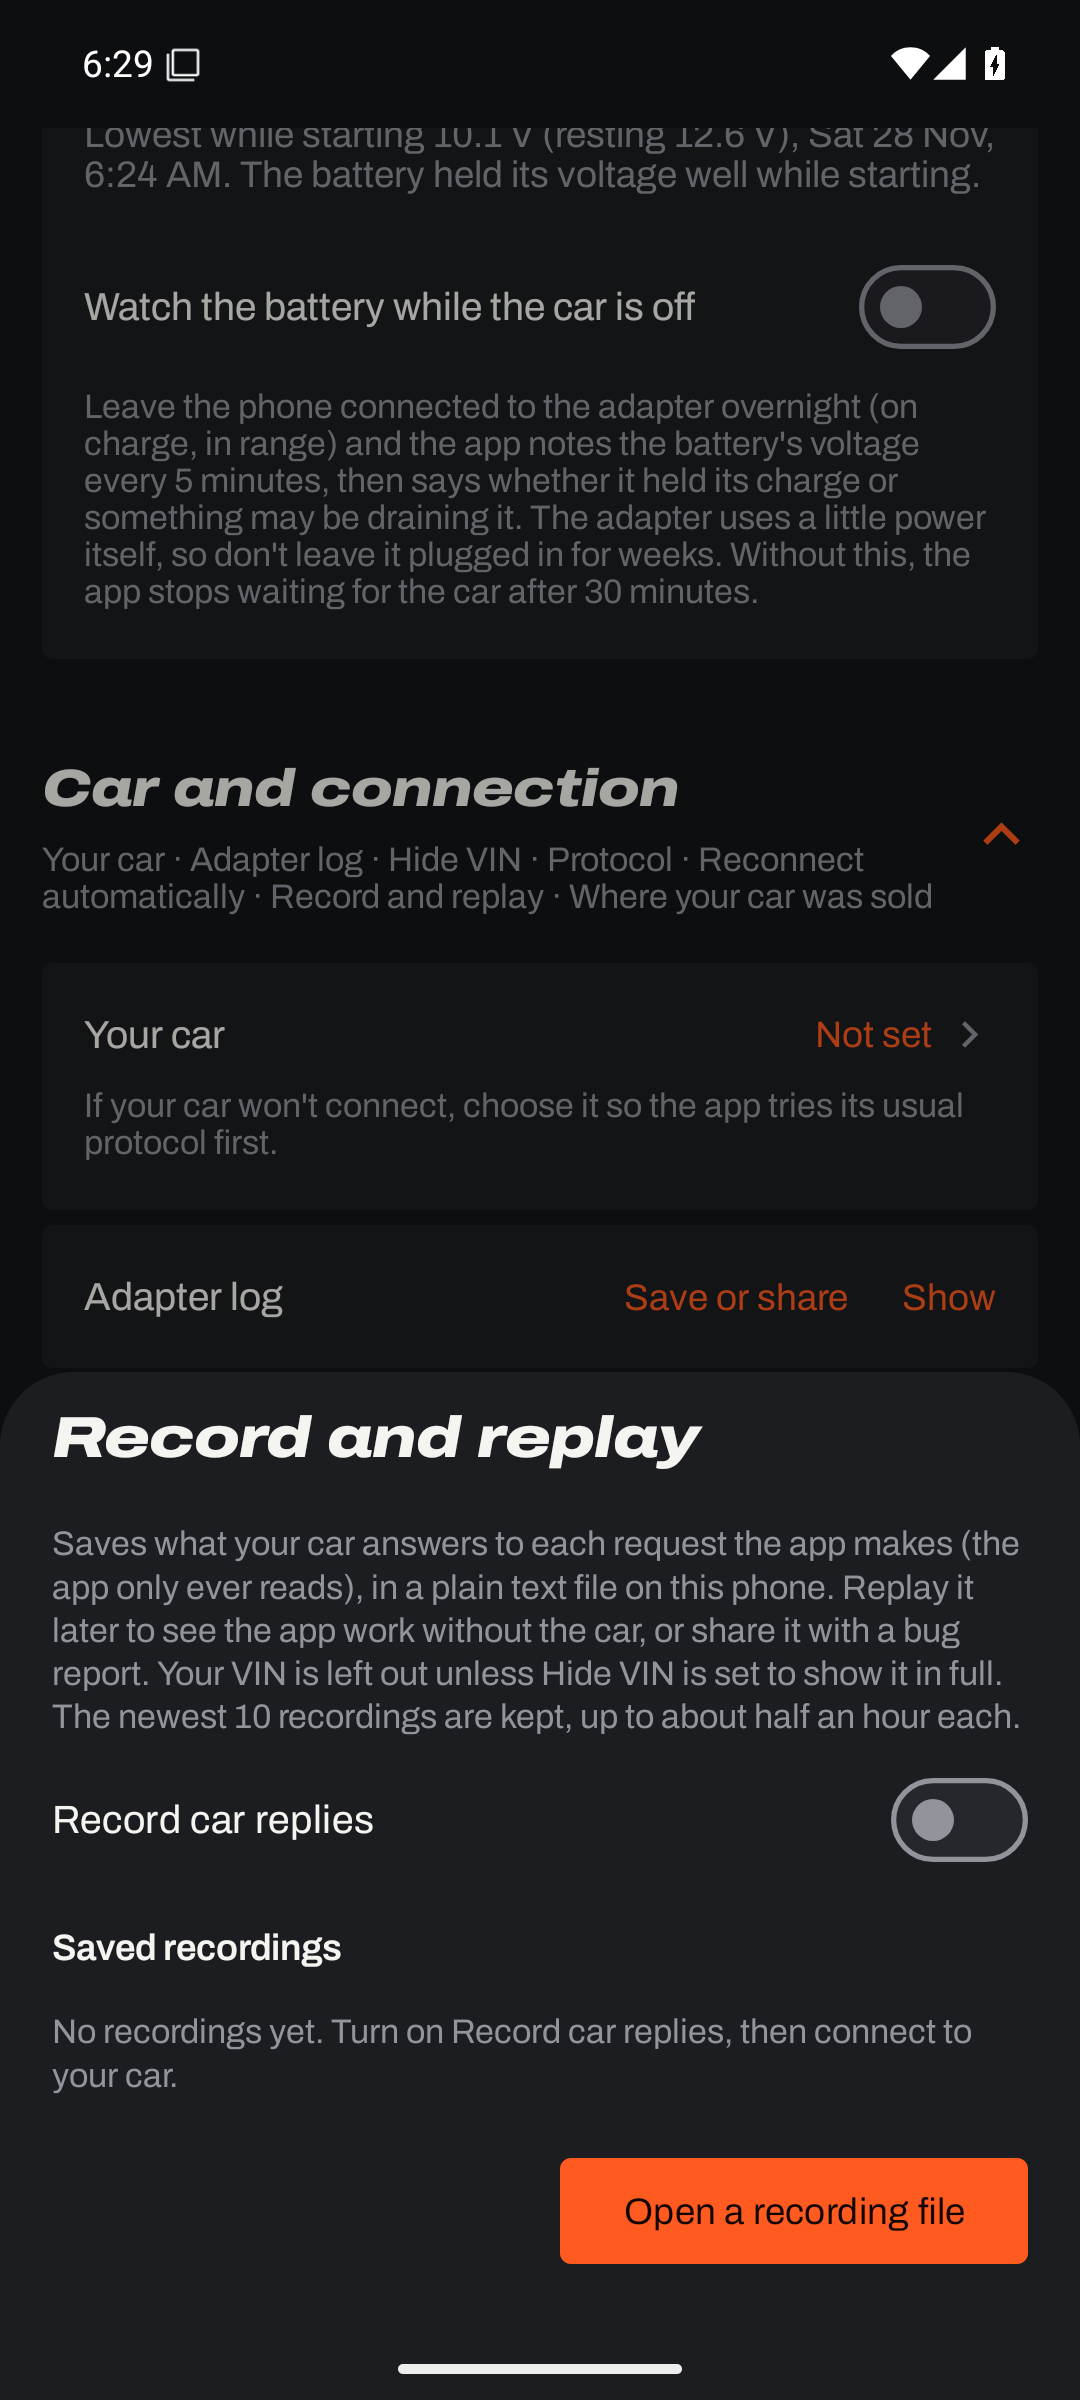 6:29
Lowest while starting 10.1 V (resting 12.6 V), Sat 28 Nov,
6:24 AM. The battery held its voltage well while starting.
Watch the battery while the car is off
Leave the phone connected to the adapter overnight (on
charge, in range) and the app notes the battery's voltage
every 5 minutes, then says whether it held its charge or
something may be draining it. The adapter uses a little power
itself, so don't leave it plugged in for weeks. Without this, the
app stops waiting for the car after 30 minutes.
Car and connection
Your car · Adapter log · Hide VIN · Protocol · Reconnect
automatically · Record and replay · Where your car was sold
Your car Not set
If your car won't connect, choose it so the app tries its usual
protocol first.
Adapter log Save or share Show
Record and replay
Saves what your car answers to each request the app makes (the
app only ever reads), in a plain text file on this phone. Replay it
later to see the app work without the car, or share it with a bug
report. Your VIN is left out unless Hide VIN is set to show it in full.
The newest 10 recordings are kept, up to about half an hour each.
Record car replies
Saved recordings
No recordings yet. Turn on Record car replies, then connect to
your car.
Open a recording file